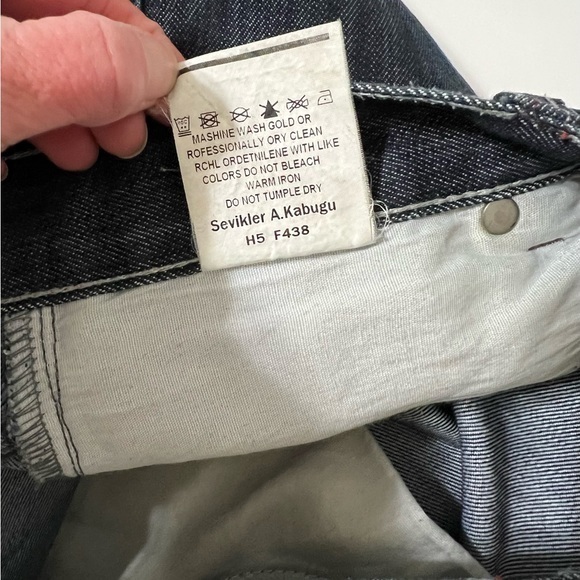 MASHINE WASH GOLD OR
ROFESSIONALLY ORY CLEAN
RCHL ORDETNILENE WITH LIKE
COLORS DO NOT BLEACH
WARM IRON
DO NOT TUMPLE DRY
Sevikler A.Kabugu
H5 F438